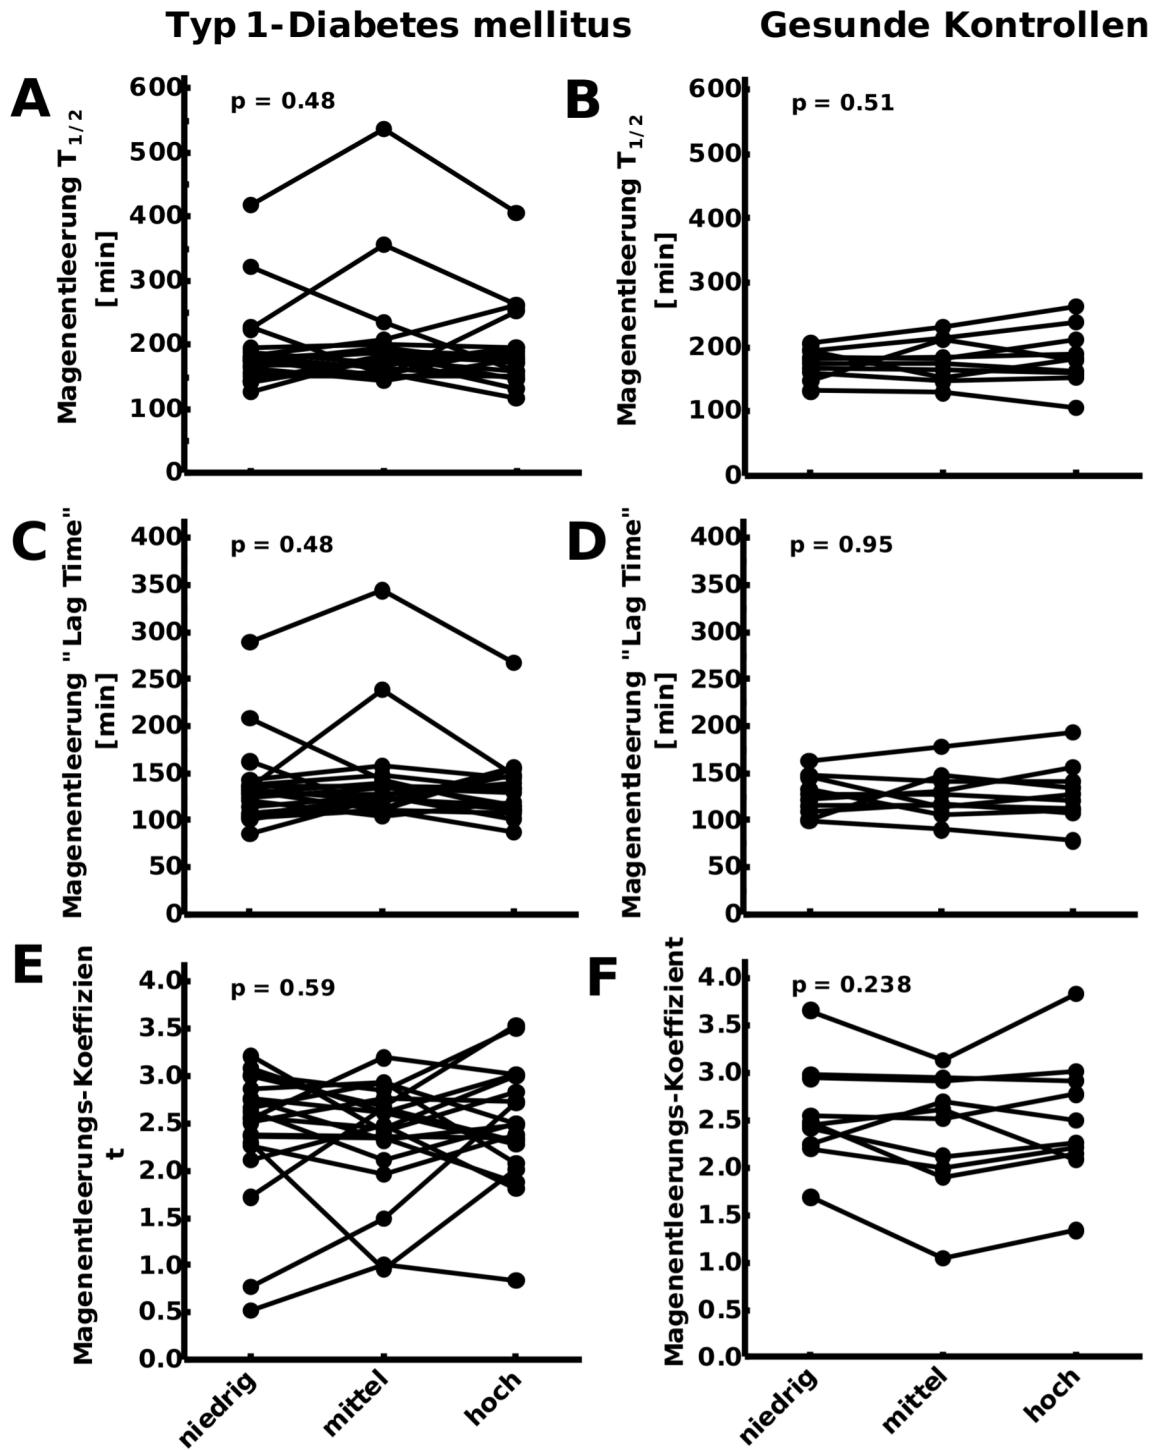 Typ 1-Diabetes mellitus
Gesunde Kontrollen
A
Magenentleerung T1/2
[min]
p = 0.48
600
500
400
300
200
100
0
B
Magenentleerung T1/2
[min]
p = 0.51
600
500
400
300
200
100
0
C
Magenentleerung "Lag Time"
[min]
p = 0.48
400
350
300
250
200
150
100
50
0
D
Magenentleerung "Lag Time"
[min]
p = 0.95
400
350
300
250
200
150
100
50
0
E
Magenentleerungs-Koeffizien
t
p = 0.59
4.0
3.5
3.0
2.5
2.0
1.5
1.0
0.5
0.0
niedrig
mittel
hoch
F
Magenentleerungs-Koeffizient
p = 0.238
4.0
3.5
3.0
2.5
2.0
1.5
1.0
0.5
0.0
niedrig
mittel
hoch